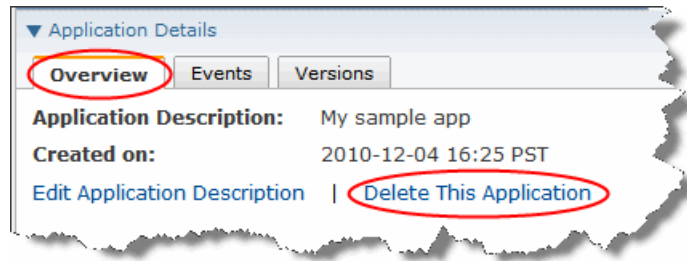 Application Details
Overview Events Versions
Application Description: My sample app
Created on: 2010-12-04 16:25 PST
Edit Application Description | Delete This Application